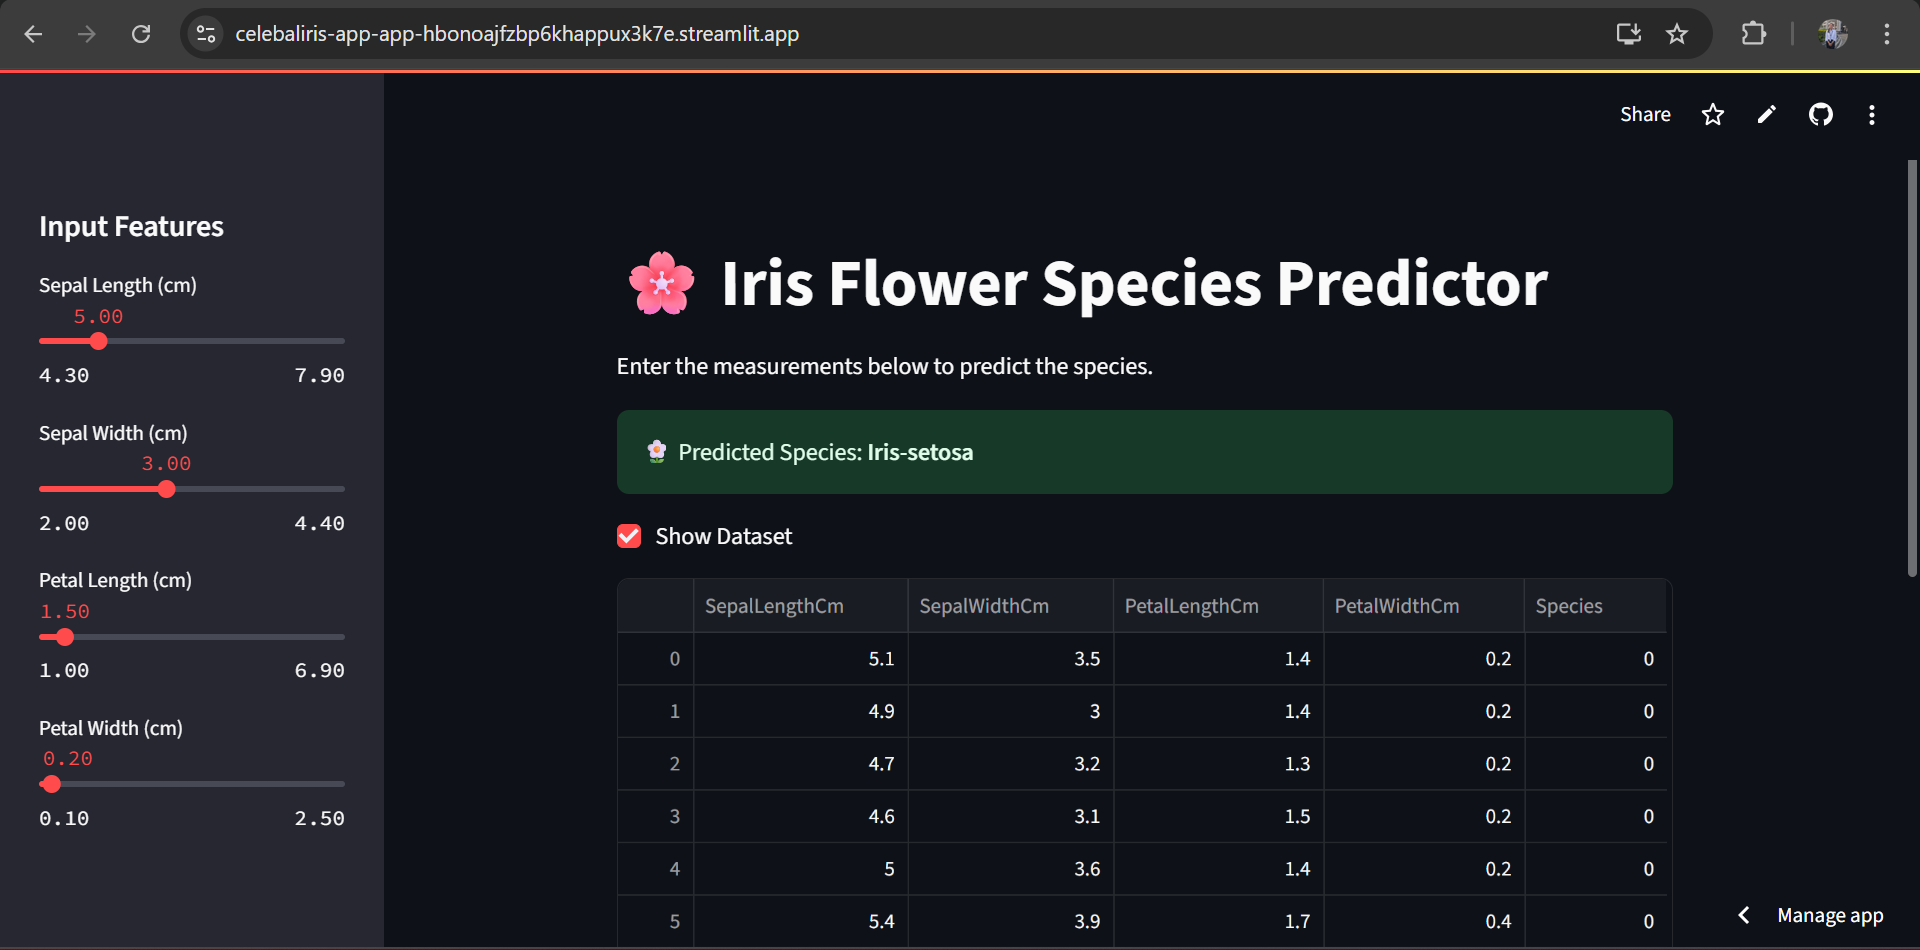 celebaliris-app-app-hbonoajfzbp6khappux3k7e.streamlit.app
Share
Input Features
Sepal Length (cm)
5.00
4.30 7.90
Sepal Width (cm)
3.00
2.00 4.40
Petal Length (cm)
1.50
1.00 6.90
Petal Width (cm)
0.20
0.10 2.50
Iris Flower Species Predictor
Enter the measurements below to predict the species.
Predicted Species: Iris-setosa
Show Dataset
SepalLengthCm SepalWidthCm PetalLengthCm PetalWidthCm Species
0 5.1 3.5 1.4 0.2 0
1 4.9 3 1.4 0.2 0
2 4.7 3.2 1.3 0.2 0
3 4.6 3.1 1.5 0.2 0
4 5 3.6 1.4 0.2 0
5 5.4 3.9 1.7 0.4 0
Manage app